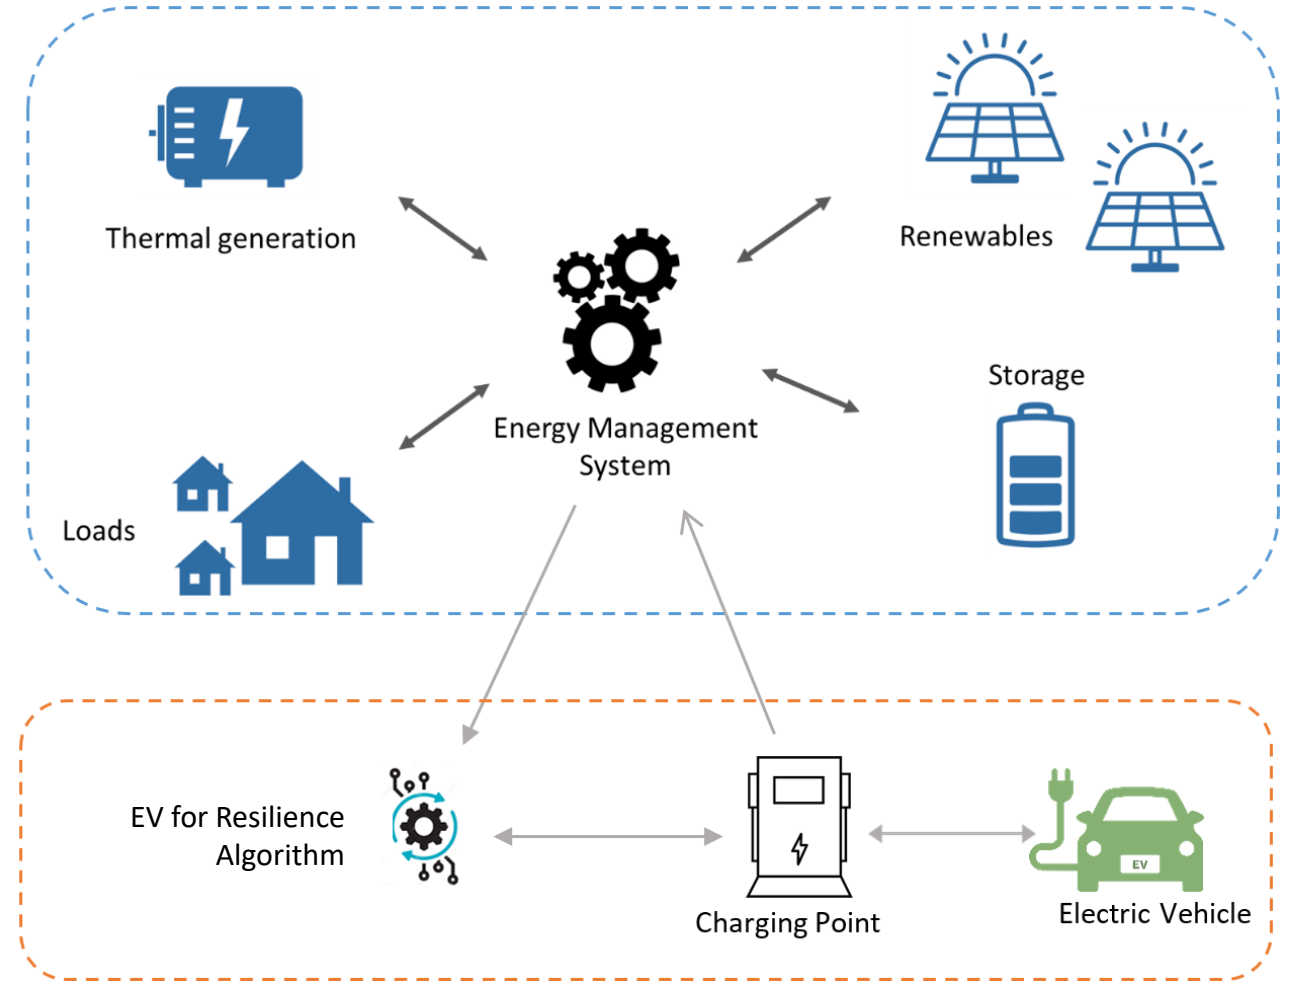 Thermal generation
Renewables
Storage
Energy Management
System
Loads
EV for Resilience
Algorithm
EV
Charging Point
Electric Vehicle